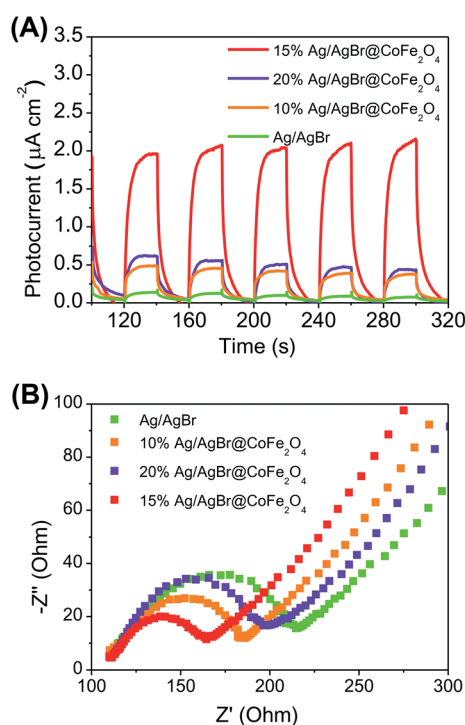 (A)
3.5
3.0
2.5
2.0
1.5
1.0
0.5
0.0
Photocurrent (μA cm⁻²)
15% Ag/AgBr@CoFe₂O₄
20% Ag/AgBr@CoFe₂O₄
10% Ag/AgBr@CoFe₂O₄
Ag/AgBr
120 160 200 240 280 320
Time (s)
(B)
100
80
60
40
20
0
-Z'' (Ohm)
Ag/AgBr
10% Ag/AgBr@CoFe₂O₄
20% Ag/AgBr@CoFe₂O₄
15% Ag/AgBr@CoFe₂O₄
100 150 200 250 300
Z' (Ohm)